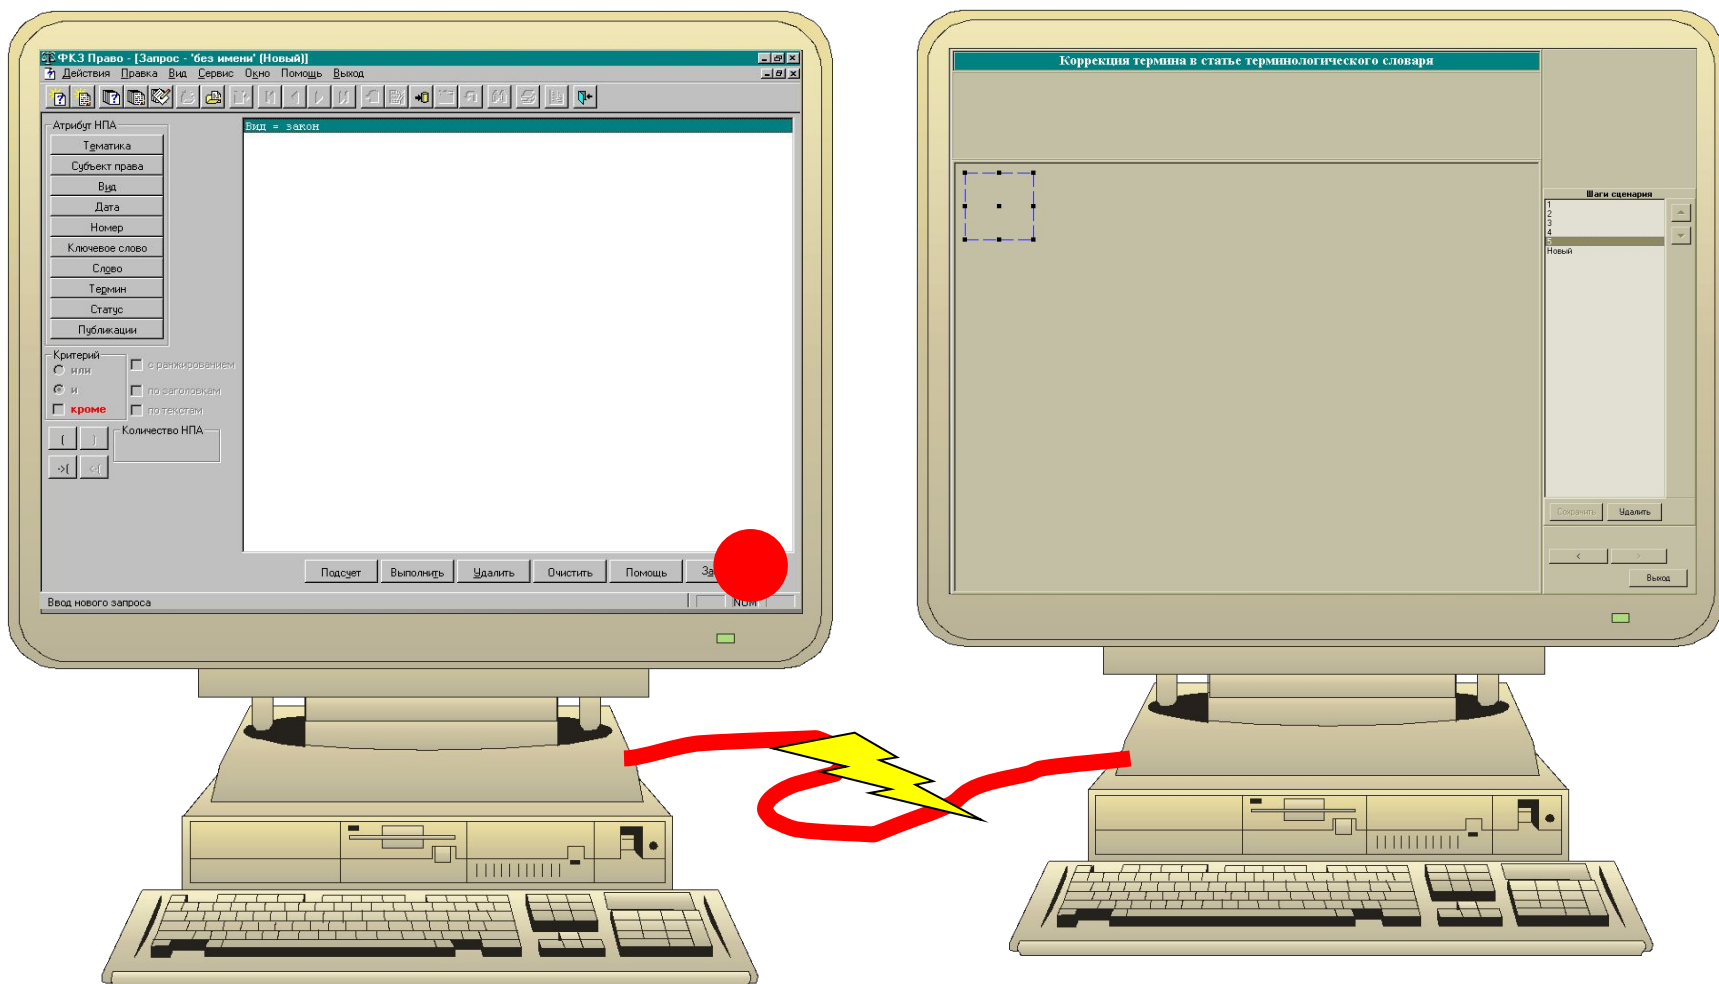 ФКЗ Право - [Запрос - 'без имени' (Новый)]
Действия Правка Вид Сервис Окно Помощь Выход
Атрибут НПА
Тематика
Субъект права
Вид
Дата
Номер
Ключевое слово
Слово
Термин
Статус
Публикации
Критерий
или
и
кроме
с ранжированием
по заголовкам
по текстам
Количество НПА
( )
->( <-(
Вид = закон
Подсчет Выполнить Удалить Очистить Помощь
Ввод нового запроса
NUM
Коррекция термина в статье терминологического словаря
Шаги сценария
1
2
3
4
5
Новый
Сохранить Удалить
< >
Выход